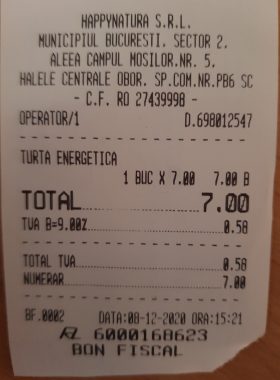 HAPPYNATURA S.R.L.
MUNICIPIUL BUCURESTI, SECTOR 2,
ALEEA CAMPUL MOSILOR,NR. 5,
HALELE CENTRALE OBOR, SP.COM.NR.PB6 SC
- C.F. RO 27439998 -
OPERATOR/1 D.698012547
TURTA ENERGETICA
1 BUC X 7.00 7.00 B
TOTAL 7.00
TVA B=9.00% 0.58
TOTAL TVA 0.58
NUMERAR 7.00
BF.0002 DATA:08-12-2020 ORA:15:21
6000168623
BON FISCAL